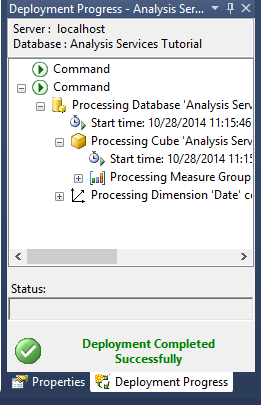 Deployment Progress - Analysis Ser...
Server : localhost
Database : Analysis Services Tutorial
Command
Command
Processing Database 'Analysis Serv
Start time: 10/28/2014 11:15:46
Processing Cube 'Analysis Serv
Start time: 10/28/2014 11:15
Processing Measure Group
Processing Dimension 'Date' co
Status:
Deployment Completed
Successfully
Properties
Deployment Progress